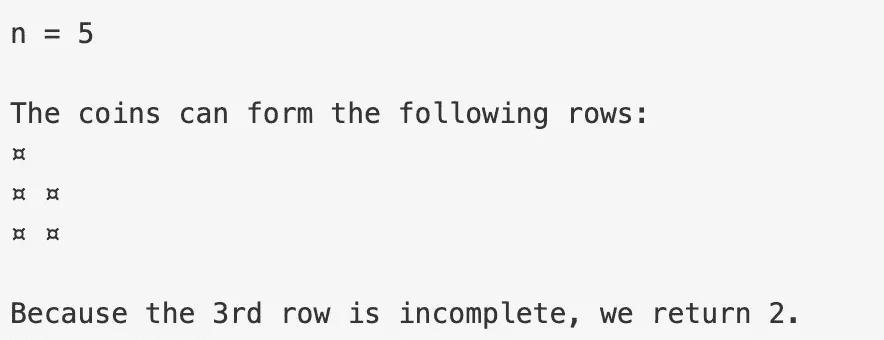 n = 5
The coins can form the following rows:
¤
¤ ¤
¤ ¤
Because the 3rd row is incomplete, we return 2.